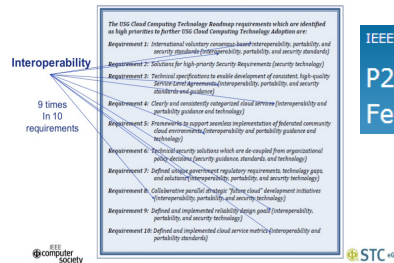 The USG Cloud Computing Technology Roadmap requirements which are identified
as high priorities to further USG Cloud Computing Technology Adoption are:
Requirement 1: International voluntary consensus-based interoperability, portability, and
security standards (interoperability, portability, and security standards)
Requirement 2: Solutions for high-priority Security Requirements (security technology)
Requirement 3: Technical specifications to enable development of consistent, high-quality
Service-Level Agreements (interoperability, portability, and security
standards and guidance)
Requirement 4: Clearly and consistently categorized cloud services (interoperability and
portability guidance and technology)
Requirement 5: Frameworks to support seamless implementation of federated community
cloud environments (interoperability and portability guidance and
technology)
Requirement 6: Technical security solutions which are de-coupled from organizational
policy decisions (security guidance, standards, and technology)
Requirement 7: Defined unique government regulatory requirements, technology gaps,
and solutions (interoperability, portability, and security technology)
Requirement 8: Collaborative parallel strategic "future cloud" development initiatives
(interoperability, portability, and security technology)
Requirement 9: Defined and implemented reliability design goals (interoperability,
portability, and security technology)
Requirement 10: Defined and implemented cloud service metrics (interoperability and
portability standards)
Interoperability
9 times
In 10
requirements
IEEE
P2
Fe
IEEE
computer
society
STC